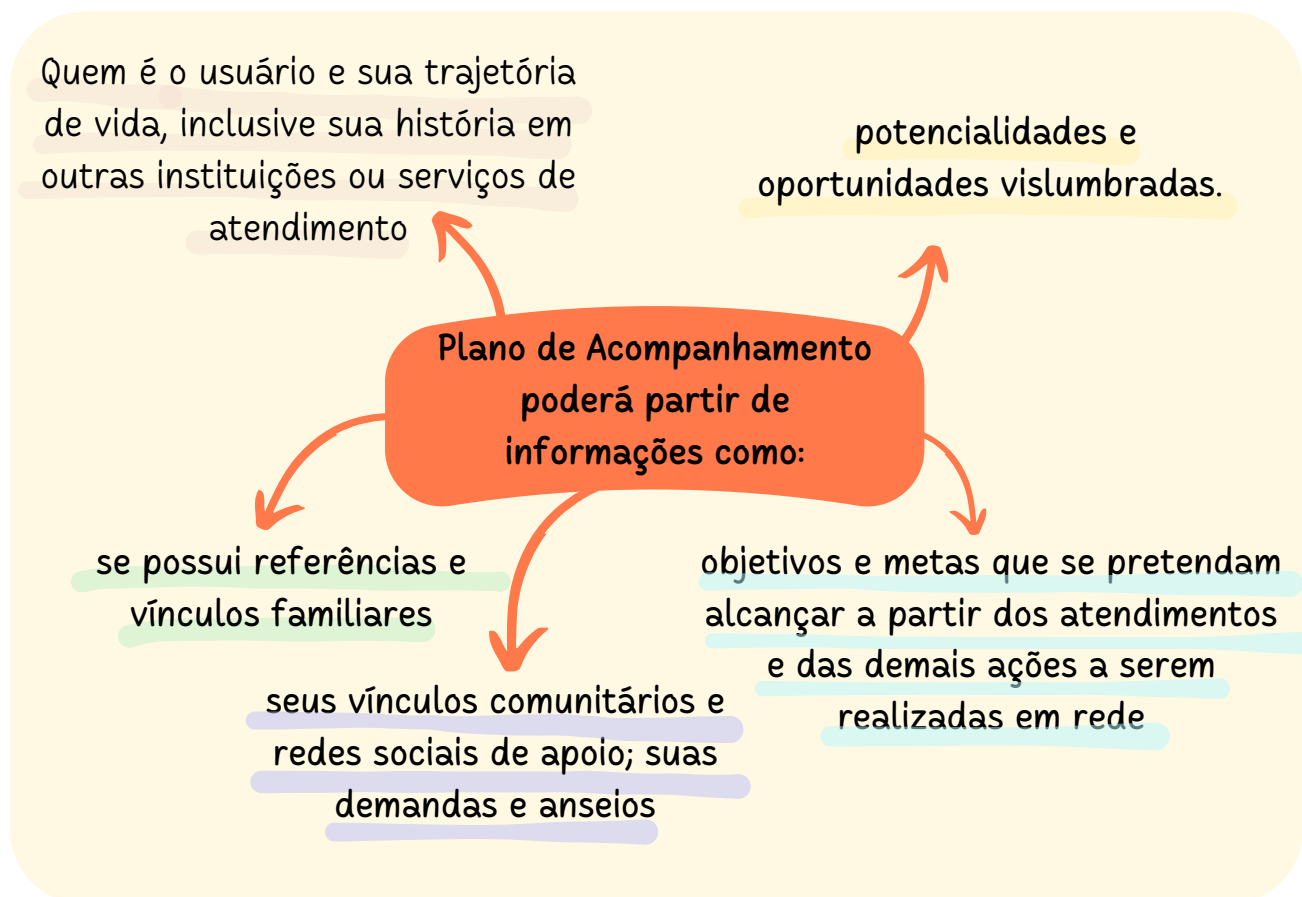 Quem é o usuário e sua trajetória
de vida, inclusive sua história em
outras instituições ou serviços de
atendimento
potencialidades e
oportunidades vislumbradas.
Plano de Acompanhamento
poderá partir de
informações como:
se possui referências e
vínculos familiares
seus vínculos comunitários e
redes sociais de apoio; suas
demandas e anseios
objetivos e metas que se pretendam
alcançar a partir dos atendimentos
e das demais ações a serem
realizadas em rede